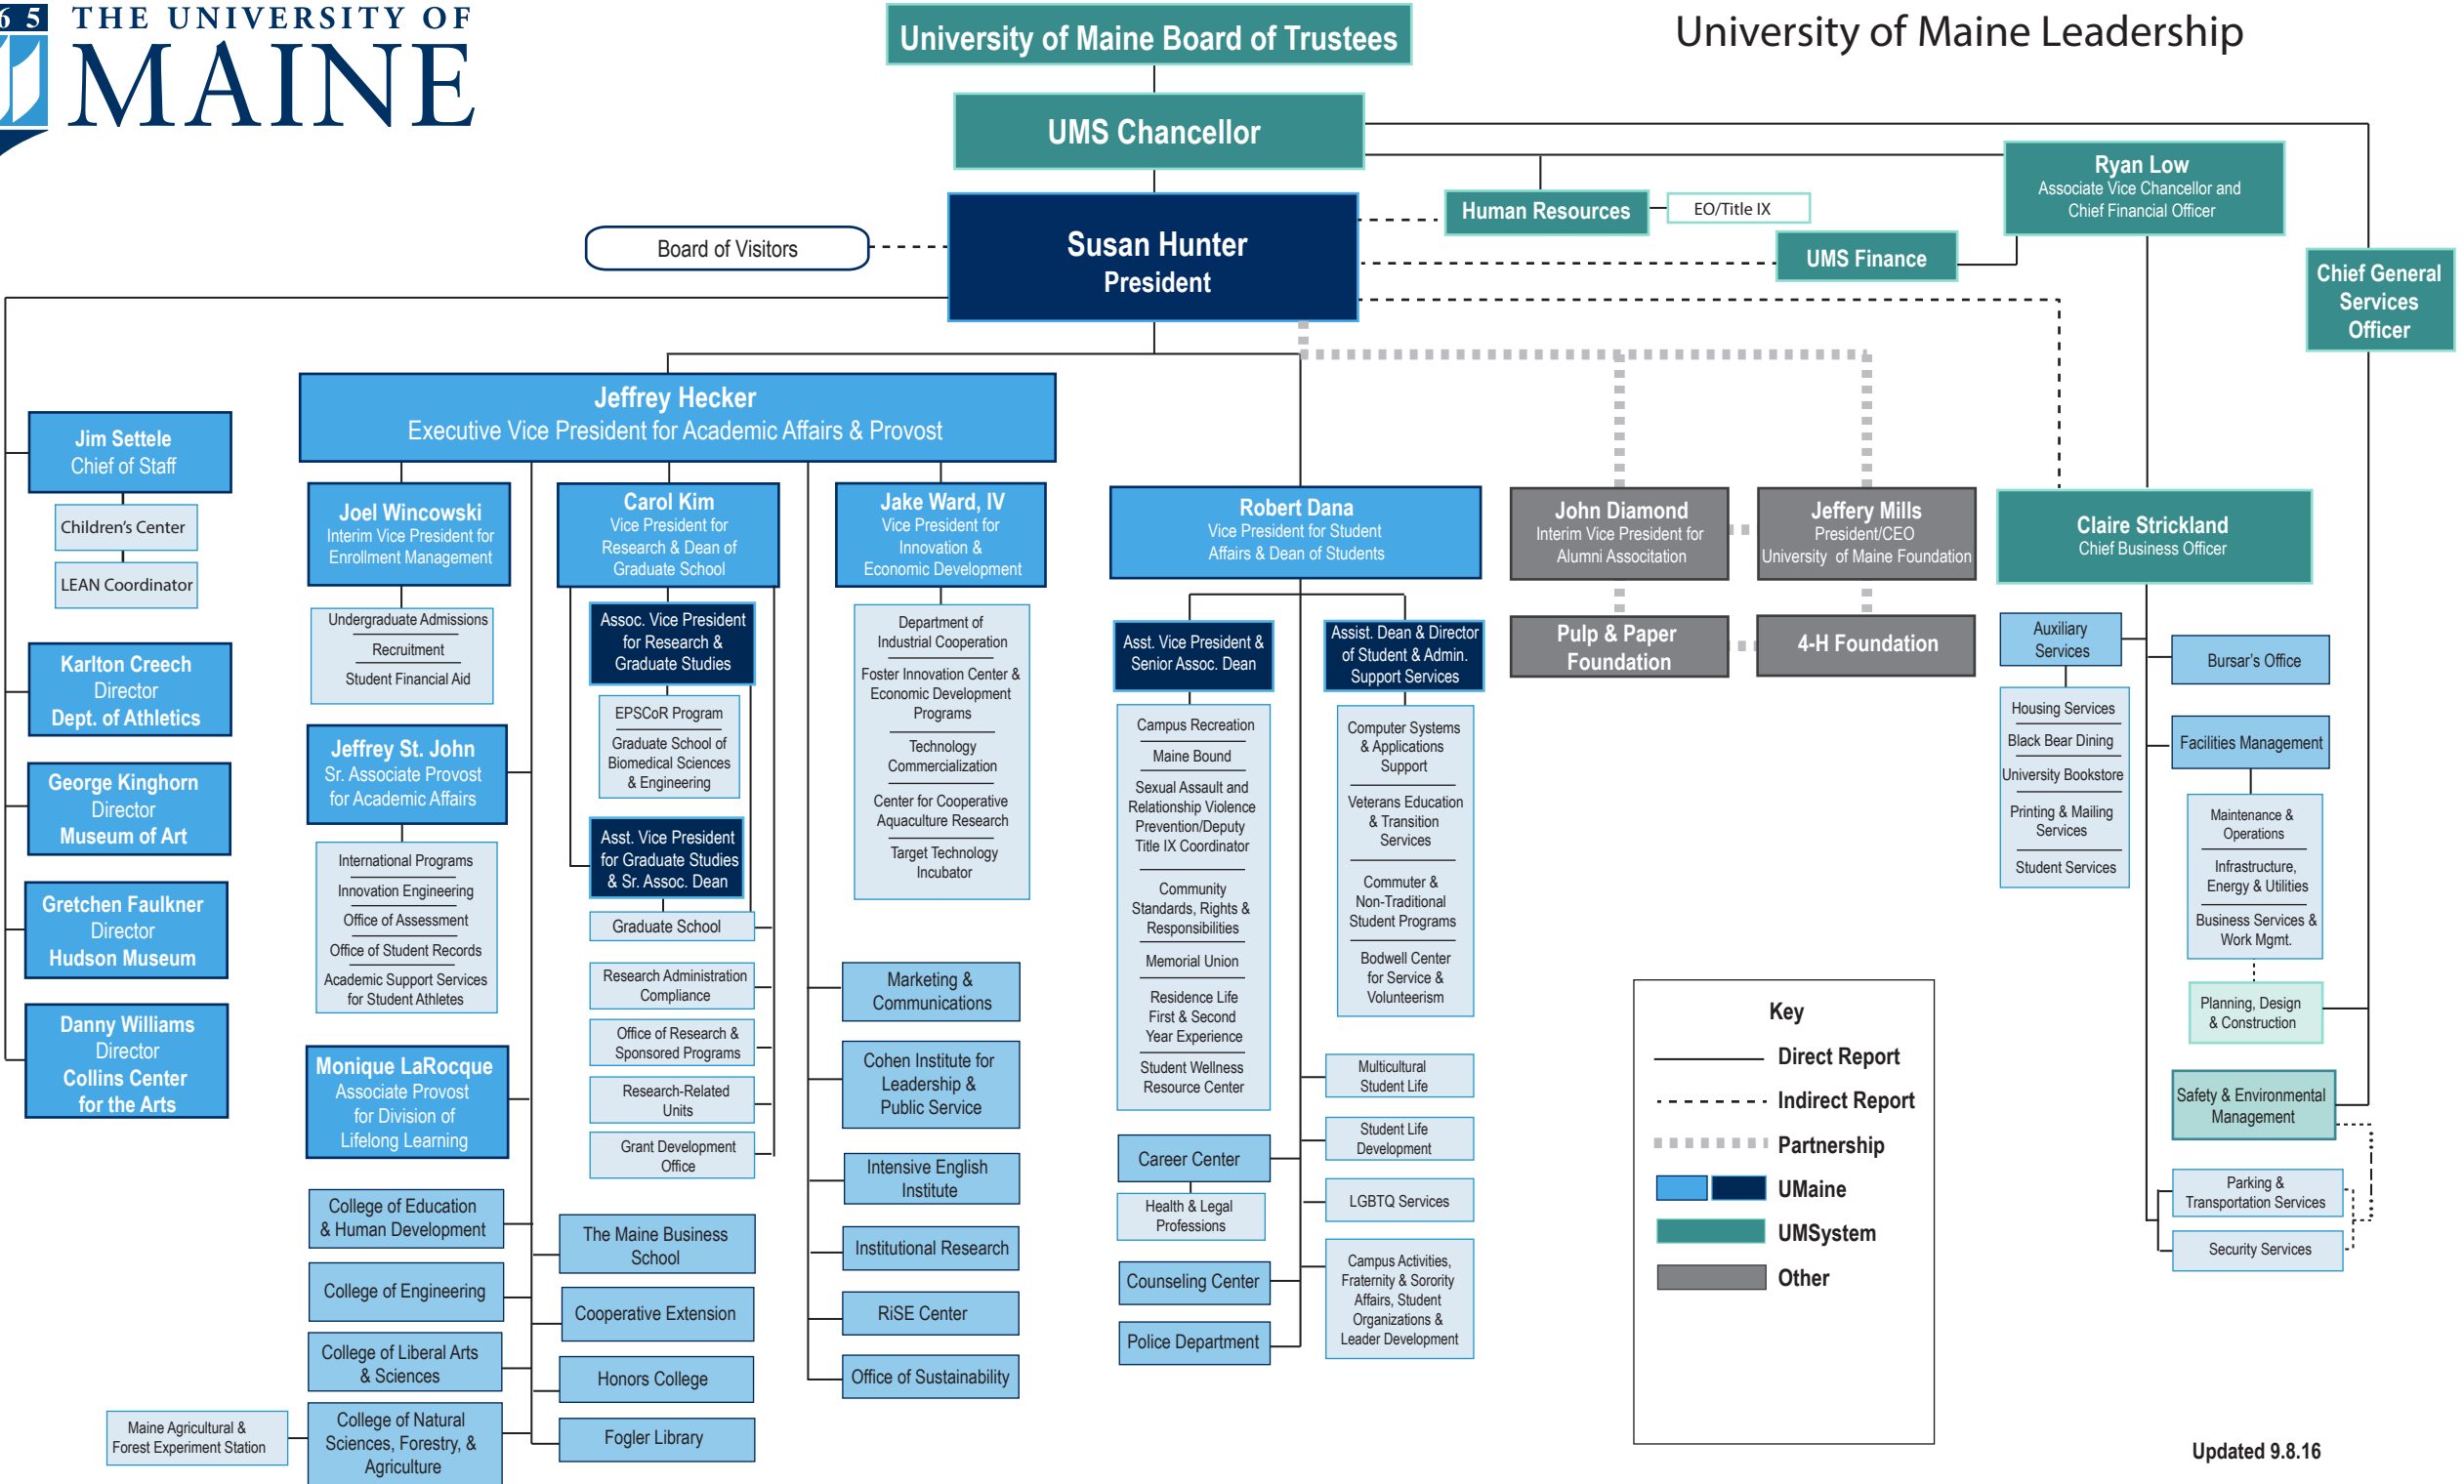 6 5
THE UNIVERSITY OF
MAINE
University of Maine Leadership
University of Maine Board of Trustees
UMS Chancellor
Ryan Low
Associate Vice Chancellor and
Chief Financial Officer
Human Resources
EO/Title IX
UMS Finance
Chief General
Services
Officer
Board of Visitors
Susan Hunter
President
Jeffrey Hecker
Executive Vice President for Academic Affairs & Provost
Jim Settele
Chief of Staff
Children's Center
LEAN Coordinator
Karlton Creech
Director
Dept. of Athletics
George Kinghorn
Director
Museum of Art
Gretchen Faulkner
Director
Hudson Museum
Danny Williams
Director
Collins Center
for the Arts
Joel Wincowski
Interim Vice President for
Enrollment Management
Undergraduate Admissions
Recruitment
Student Financial Aid
Jeffrey St. John
Sr. Associate Provost
for Academic Affairs
International Programs
Innovation Engineering
Office of Assessment
Office of Student Records
Academic Support Services
for Student Athletes
Monique LaRocque
Associate Provost
for Division of
Lifelong Learning
College of Education
& Human Development
College of Engineering
College of Liberal Arts
& Sciences
College of Natural
Sciences, Forestry, &
Agriculture
Maine Agricultural &
Forest Experiment Station
Carol Kim
Vice President for
Research & Dean of
Graduate School
Assoc. Vice President
for Research &
Graduate Studies
EPSCoR Program
Graduate School of
Biomedical Sciences
& Engineering
Asst. Vice President
for Graduate Studies
& Sr. Assoc. Dean
Graduate School
Research Administration
Compliance
Office of Research &
Sponsored Programs
Research-Related
Units
Grant Development
Office
The Maine Business
School
Cooperative Extension
Honors College
Fogler Library
Jake Ward, IV
Vice President for
Innovation &
Economic Development
Department of
Industrial Cooperation
Foster Innovation Center &
Economic Development
Programs
Technology
Commercialization
Center for Cooperative
Aquaculture Research
Target Technology
Incubator
Marketing &
Communications
Cohen Institute for
Leadership &
Public Service
Intensive English
Institute
Institutional Research
RiSE Center
Office of Sustainability
Robert Dana
Vice President for Student
Affairs & Dean of Students
Asst. Vice President &
Senior Assoc. Dean
Campus Recreation
Maine Bound
Sexual Assault and
Relationship Violence
Prevention/Deputy
Title IX Coordinator
Community
Standards, Rights &
Responsibilities
Memorial Union
Residence Life
First & Second
Year Experience
Student Wellness
Resource Center
Career Center
Health & Legal
Professions
Counseling Center
Police Department
Assist. Dean & Director
of Student & Admin.
Support Services
Computer Systems
& Applications
Support
Veterans Education
& Transition
Services
Commuter &
Non-Traditional
Student Programs
Bodwell Center
for Service &
Volunteerism
Multicultural
Student Life
Student Life
Development
LGBTQ Services
Campus Activities,
Fraternity & Sorority
Affairs, Student
Organizations &
Leader Development
John Diamond
Interim Vice President for
Alumni Associtation
Jeffery Mills
President/CEO
University of Maine Foundation
Pulp & Paper
Foundation
4-H Foundation
Claire Strickland
Chief Business Officer
Auxiliary
Services
Housing Services
Black Bear Dining
University Bookstore
Printing & Mailing
Services
Student Services
Bursar's Office
Facilities Management
Maintenance &
Operations
Infrastructure,
Energy & Utilities
Business Services &
Work Mgmt.
Planning, Design
& Construction
Safety & Environmental
Management
Parking &
Transportation Services
Security Services
Key
Direct Report
Indirect Report
Partnership
UMaine
UMSystem
Other
Updated 9.8.16